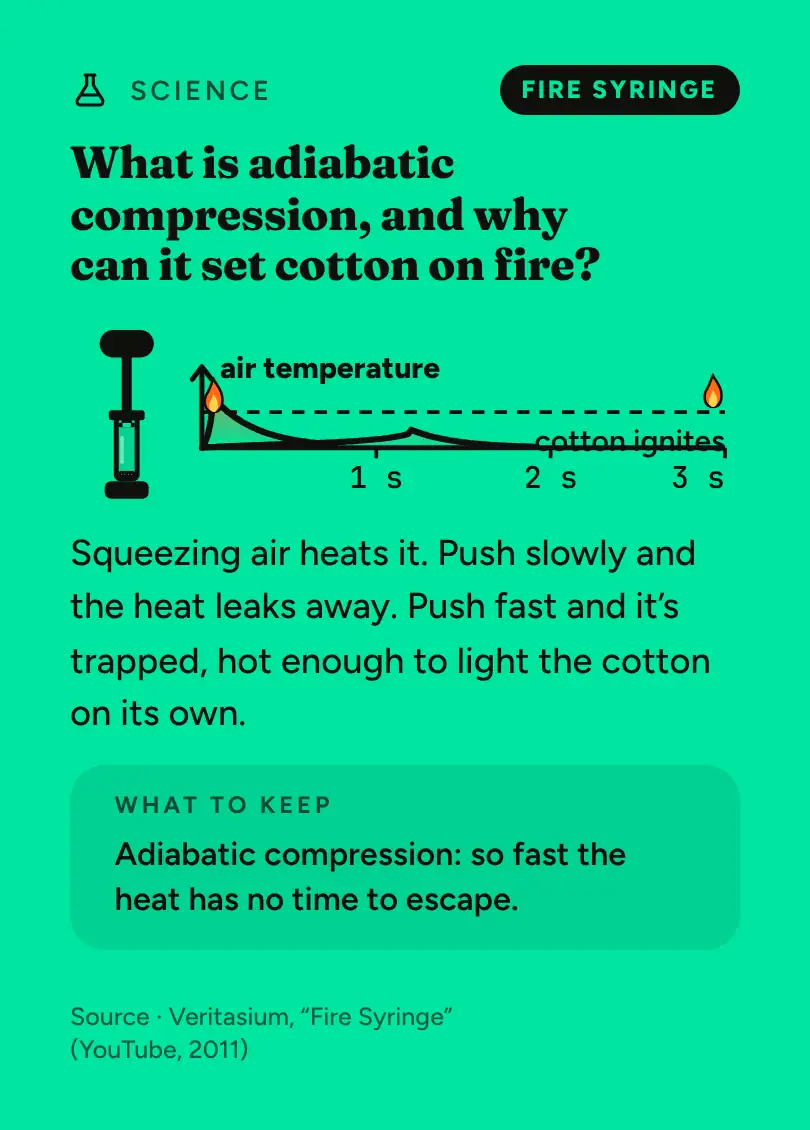 SCIENCE
FIRE SYRINGE
What is adiabatic
compression, and why
can it set cotton on fire?
air temperature
cotton ignites
1 s
2 s
3 s
Squeezing air heats it. Push slowly and
the heat leaks away. Push fast and it’s
trapped, hot enough to light the cotton
on its own.
WHAT TO KEEP
Adiabatic compression: so fast the
heat has no time to escape.
Source · Veritasium, “Fire Syringe”
(YouTube, 2011)